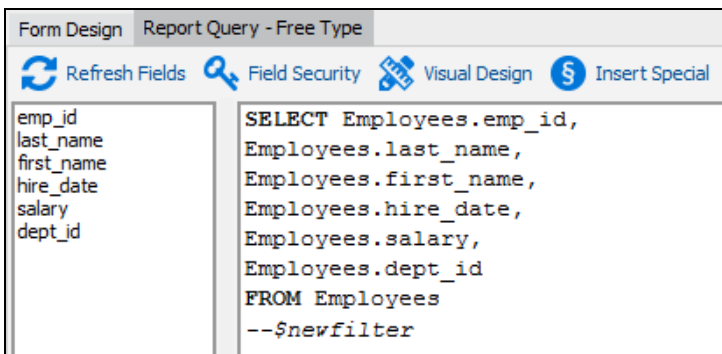 Form Design Report Query - Free Type
Refresh Fields Field Security Visual Design § Insert Special
emp_id
last_name
first_name
hire_date
salary
dept_id
SELECT Employees.emp_id,
Employees.last_name,
Employees.first_name,
Employees.hire_date,
Employees.salary,
Employees.dept_id
FROM Employees
--$newfilter